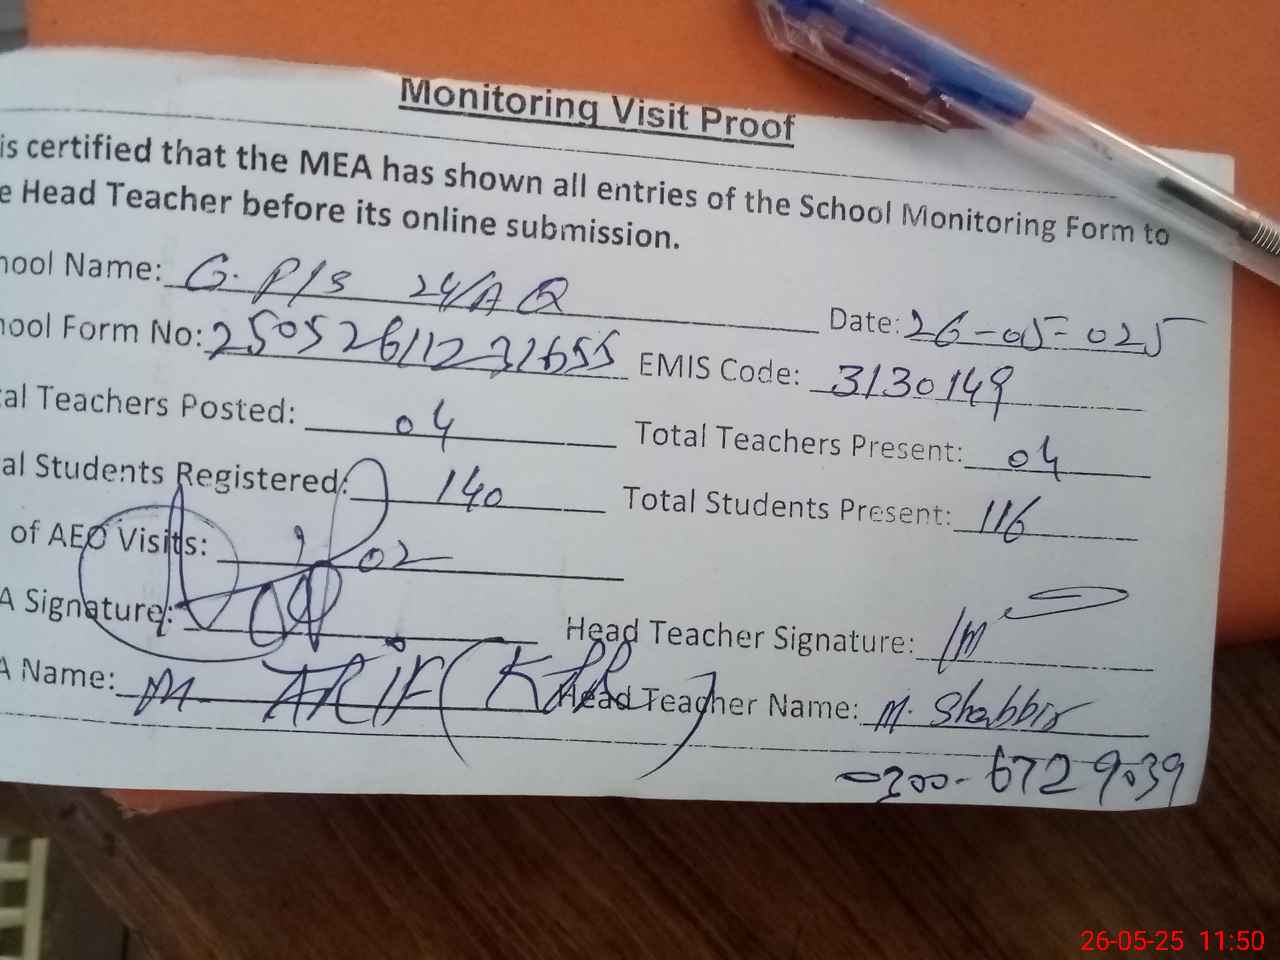 Monitoring Visit Proof
is certified that the MEA has shown all entries of the School Monitoring Form to
e Head Teacher before its online submission.
hool Name: G. P/S 24/A Q Date: 26-05-025
hool Form No: EMIS Code: 3130149
al Teachers Posted: 04 Total Teachers Present: 04
al Students Registered: 140 Total Students Present: 116
of AEO Visits: 02
A Signature: Head Teacher Signature:
A Name: M. ARIF Head Teacher Name: M. Shabbir
0300-6729039
26-05-25 11:50